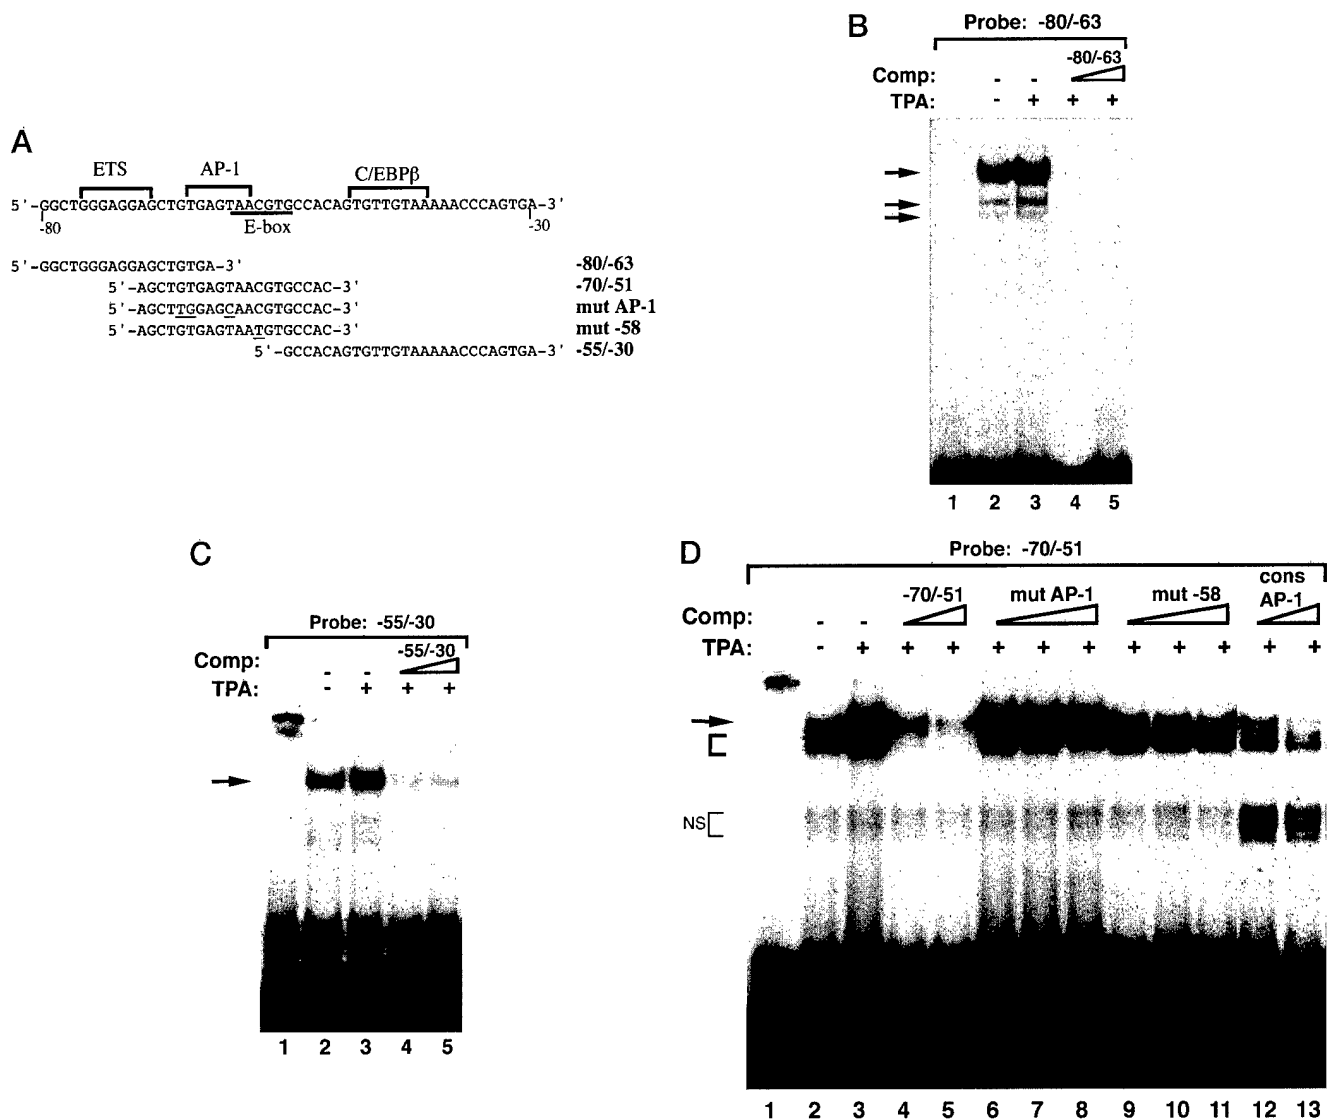 A
ETS AP-1 C/EBPβ
5'-GGCTGGGAGGAGCTGTGAGTAACGTGCCACAGTGTTGTAAAAACCCAGTGA-3'
-80 E-box -30
5'-GGCTGGGAGGAGCTGTGA-3' -80/-63
5'-AGCTGTGAGTAACGTGCCAC-3' -70/-51
5'-AGCTTGGAGCAACGTGCCAC-3' mut AP-1
5'-AGCTGTGAGTAATGTGCCAC-3' mut -58
5'-GCCACAGTGTTGTAAAAACCCAGTGA-3' -55/-30
B
Probe: -80/-63
-80/-63
Comp: - -
TPA: - + + +
1 2 3 4 5
C
Probe: -55/-30
-55/-30
Comp: - -
TPA: - + + +
1 2 3 4 5
D
Probe: -70/-51
-70/-51 mut AP-1 mut -58 cons AP-1
Comp: - -
TPA: - + + + + + + + + + + +
NS
1 2 3 4 5 6 7 8 9 10 11 12 13